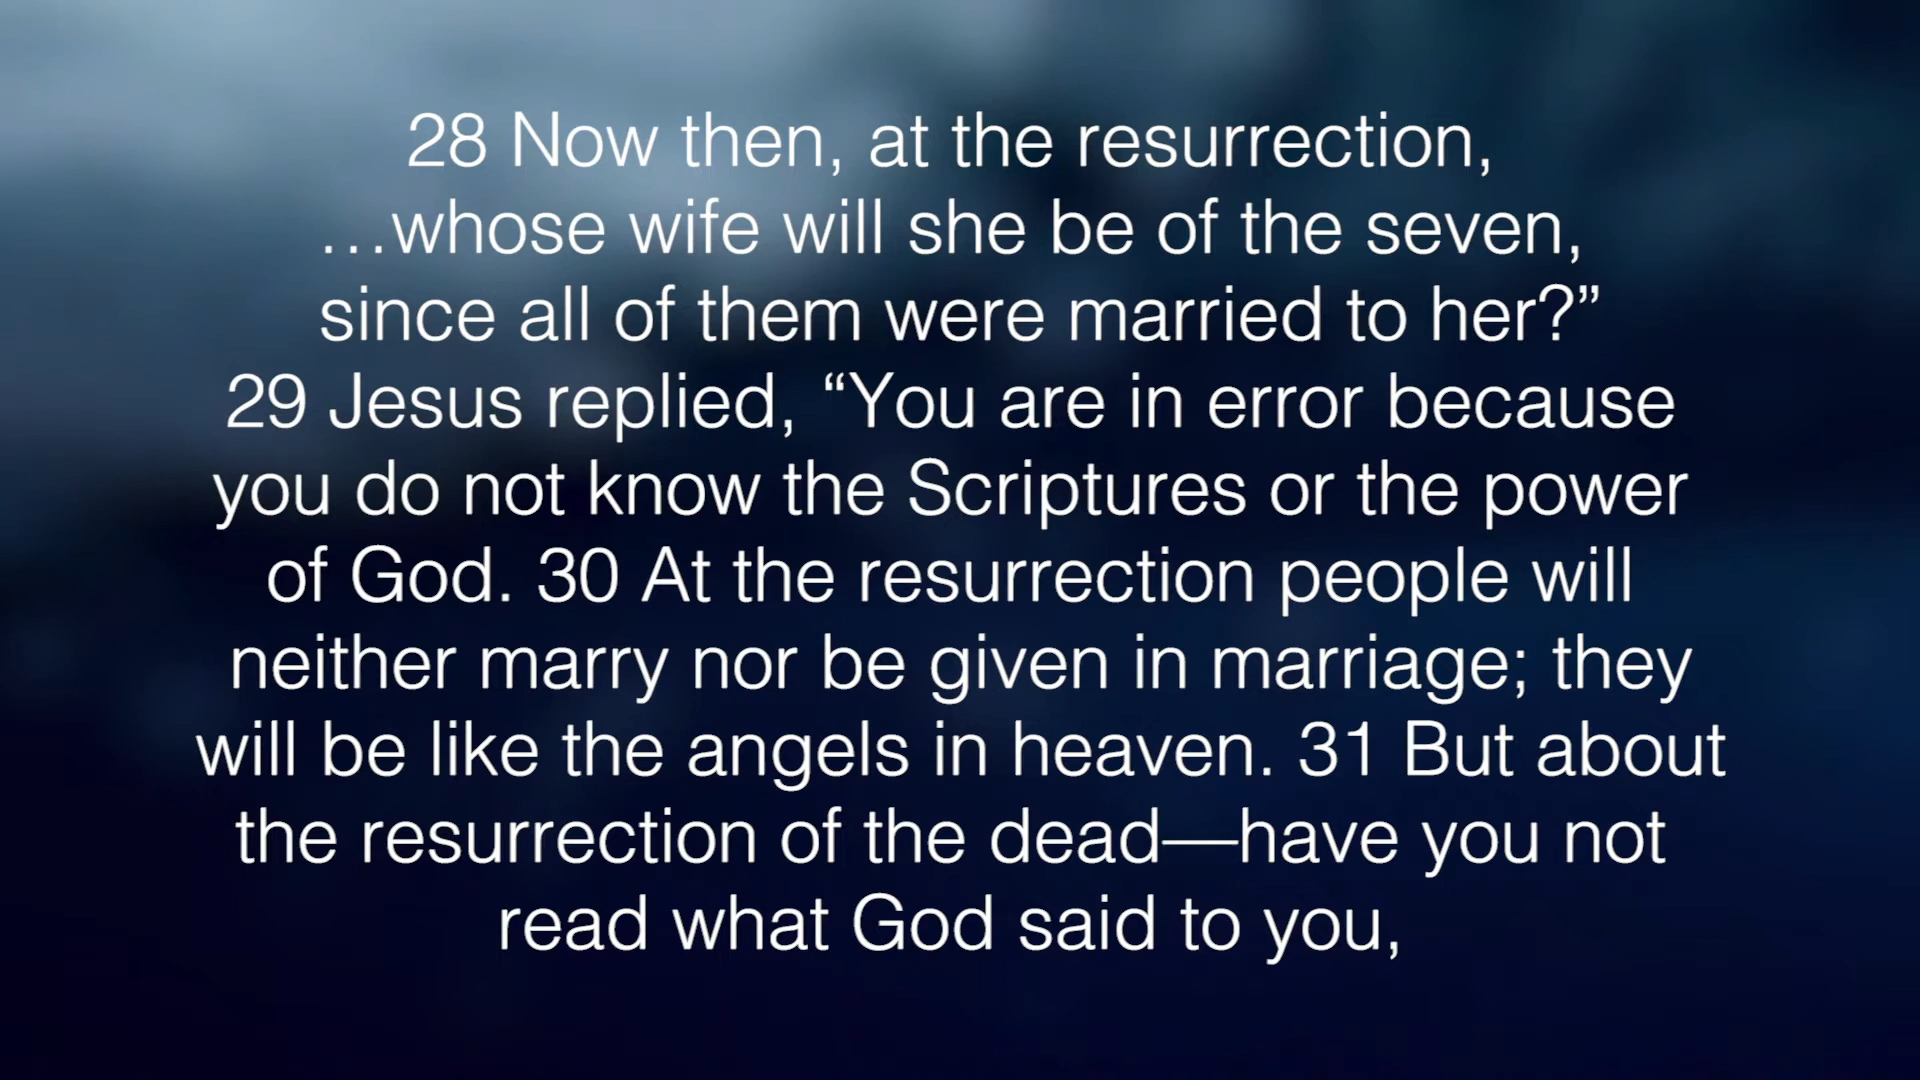 28 Now then, at the resurrection,
…whose wife will she be of the seven,
since all of them were married to her?”
29 Jesus replied, “You are in error because
you do not know the Scriptures or the power
of God. 30 At the resurrection people will
neither marry nor be given in marriage; they
will be like the angels in heaven. 31 But about
the resurrection of the dead—have you not
read what God said to you,